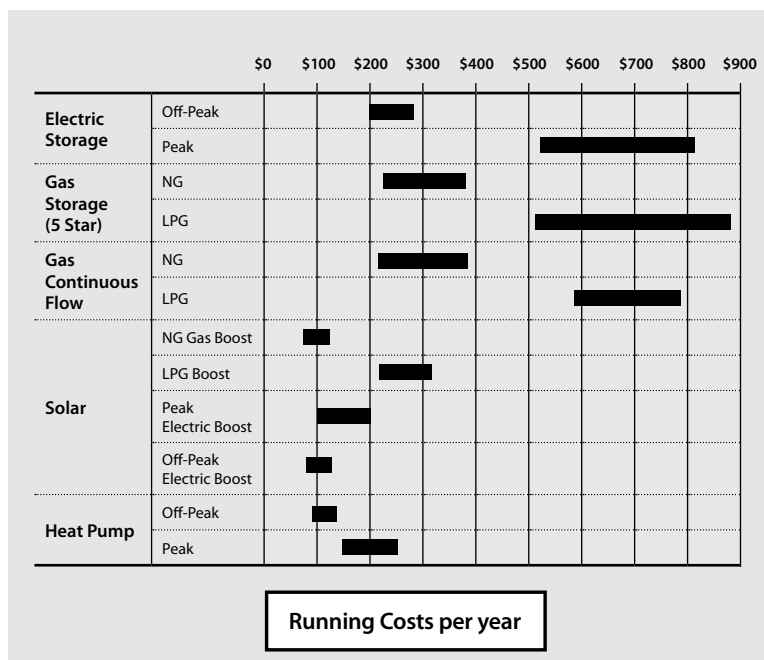 $0 $100 $200 $300 $400 $500 $600 $700 $800 $900
Electric
Storage
Off-Peak
Peak
Gas
Storage
(5 Star)
NG
LPG
Gas
Continuous
Flow
NG
LPG
Solar
NG Gas Boost
LPG Boost
Peak
Electric Boost
Off-Peak
Electric Boost
Heat Pump
Off-Peak
Peak
Running Costs per year